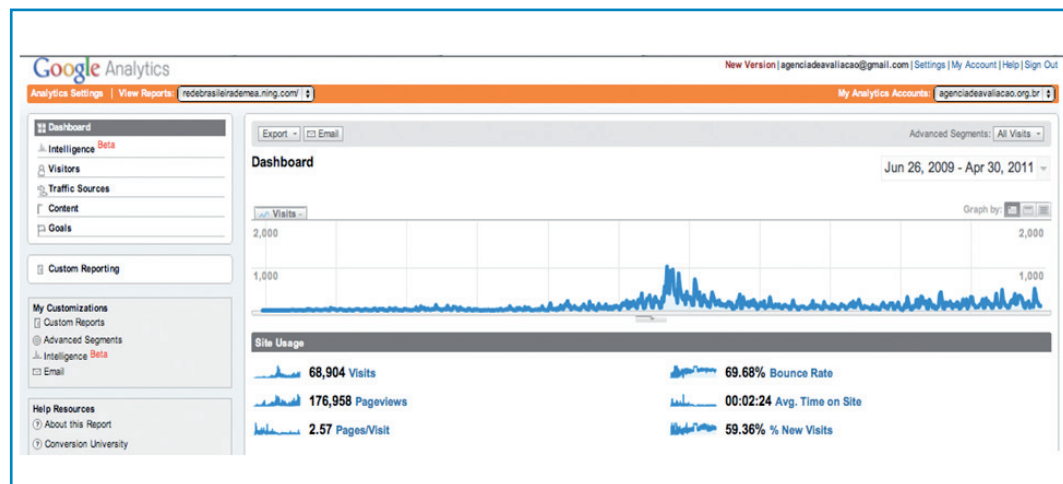 Google Analytics
New Version | agenciadeavaliacao@gmail.com | Settings | My Account | Help | Sign Out
Analytics Settings | View Reports: redebrasileirademea.ning.com/
My Analytics Accounts: agenciadeavaliacao.org.br
Dashboard
Intelligence Beta
Visitors
Traffic Sources
Content
Goals
Custom Reporting
My Customizations
Custom Reports
Advanced Segments
Intelligence Beta
Email
Help Resources
About this Report
Conversion University
Export Email
Advanced Segments: All Visits
Dashboard
Jun 26, 2009 - Apr 30, 2011
Visits
Graph by:
2,000 2,000
1,000 1,000
Site Usage
68,904 Visits
176,958 Pageviews
2.57 Pages/Visit
69.68% Bounce Rate
00:02:24 Avg. Time on Site
59.36% % New Visits